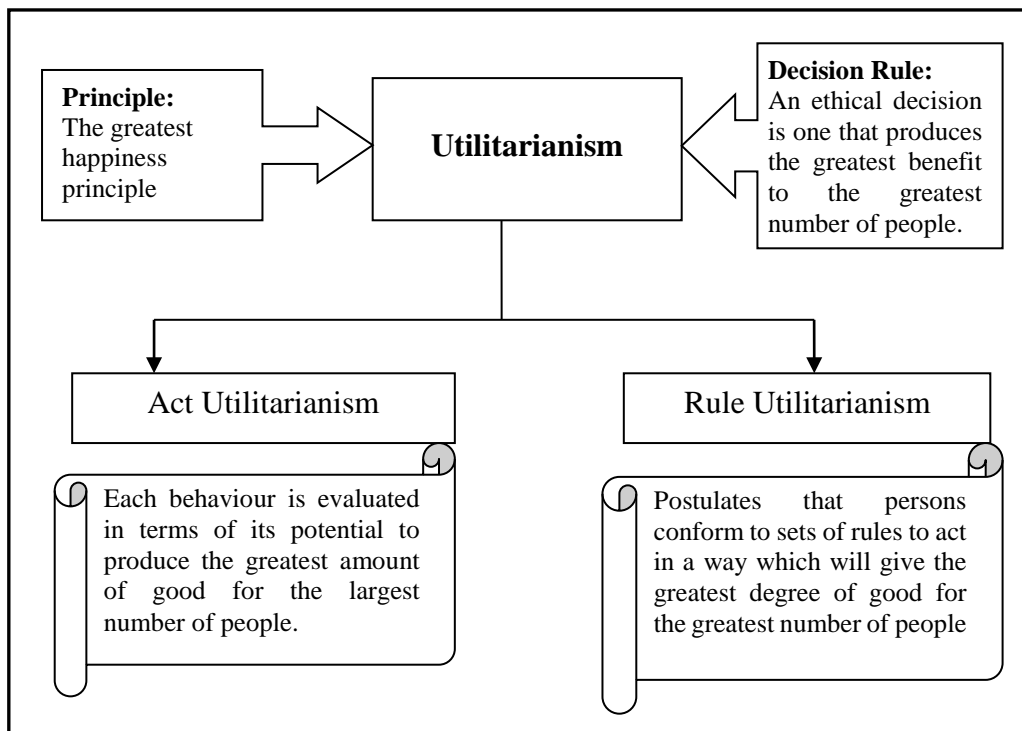 Principle:
The greatest
happiness
principle
Utilitarianism
Decision Rule:
An ethical decision
is one that produces
the greatest benefit
to the greatest
number of people.
Act Utilitarianism
Each behaviour is evaluated
in terms of its potential to
produce the greatest amount
of good for the largest
number of people.
Rule Utilitarianism
Postulates that persons
conform to sets of rules to act
in a way which will give the
greatest degree of good for
the greatest number of people